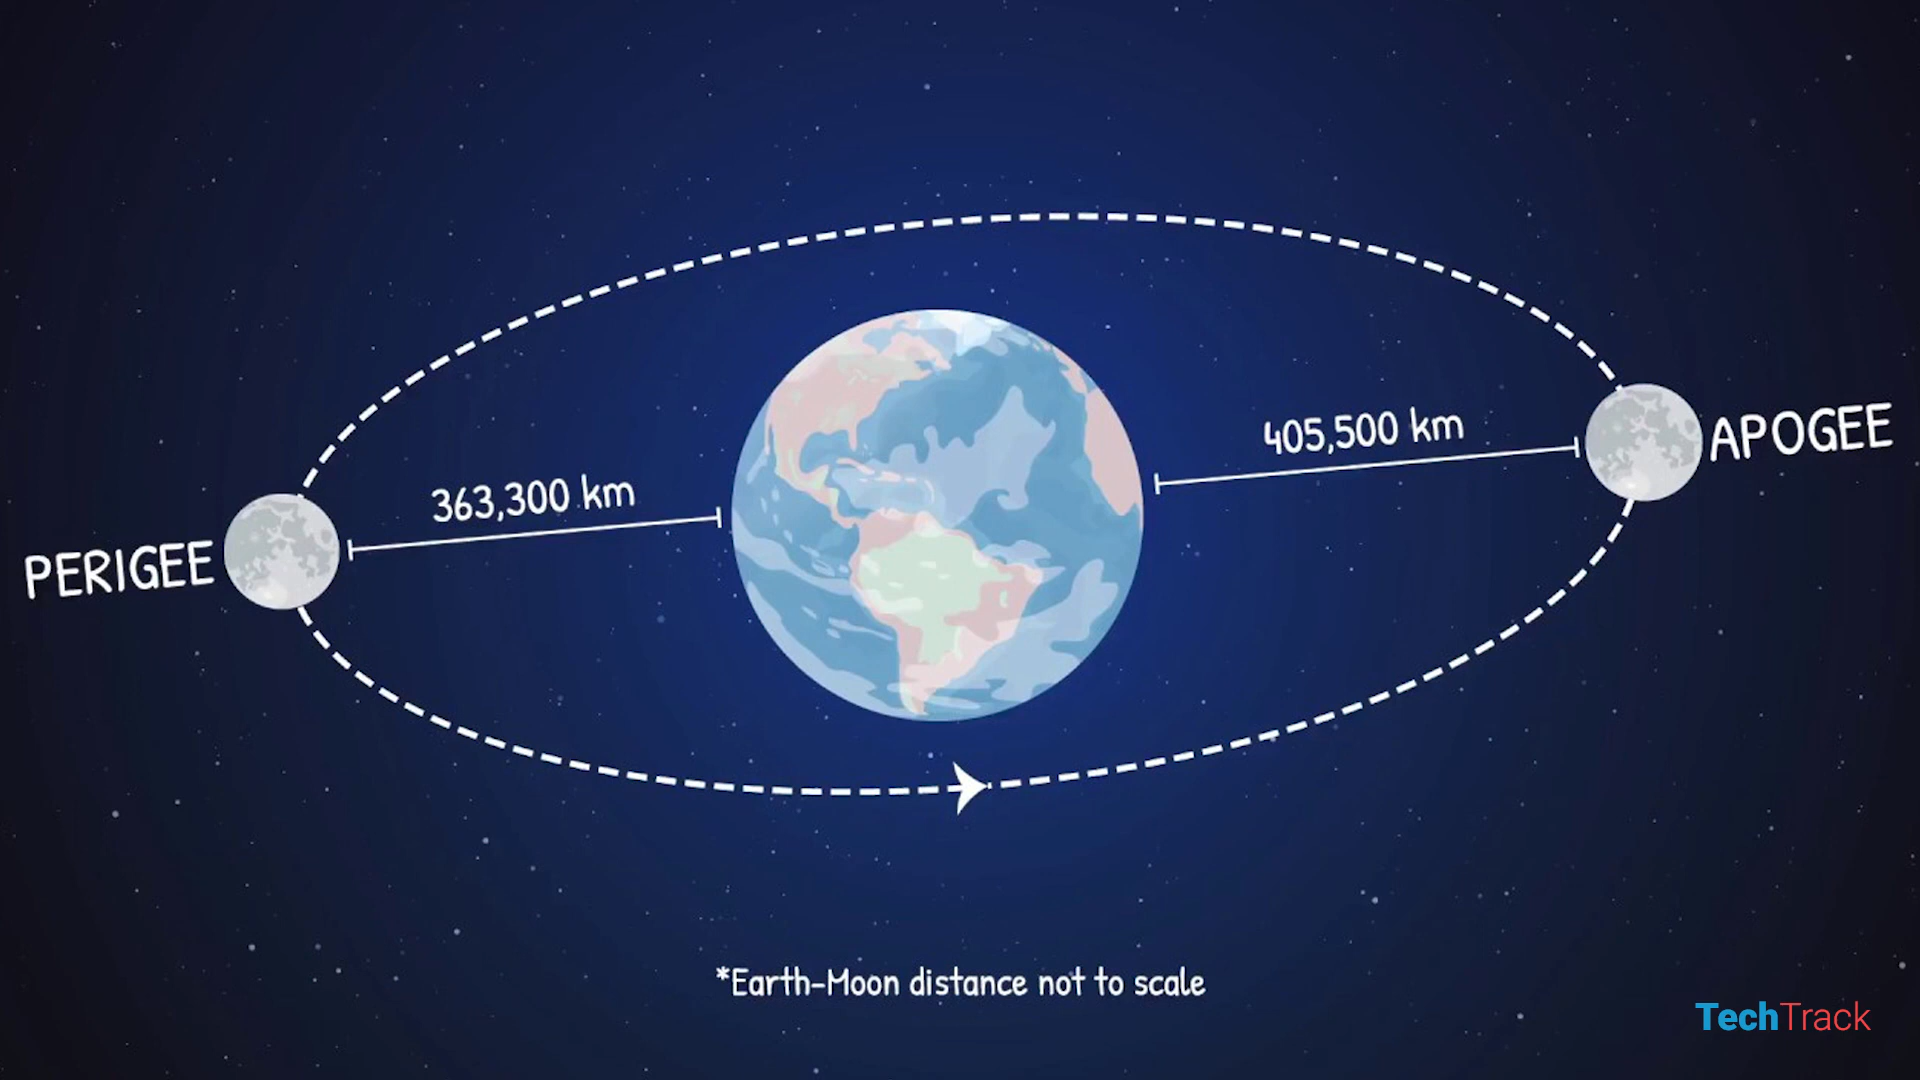 405,500 km
APOGEE
363,300 km
PERIGEE
*Earth-Moon distance not to scale
TechTrack